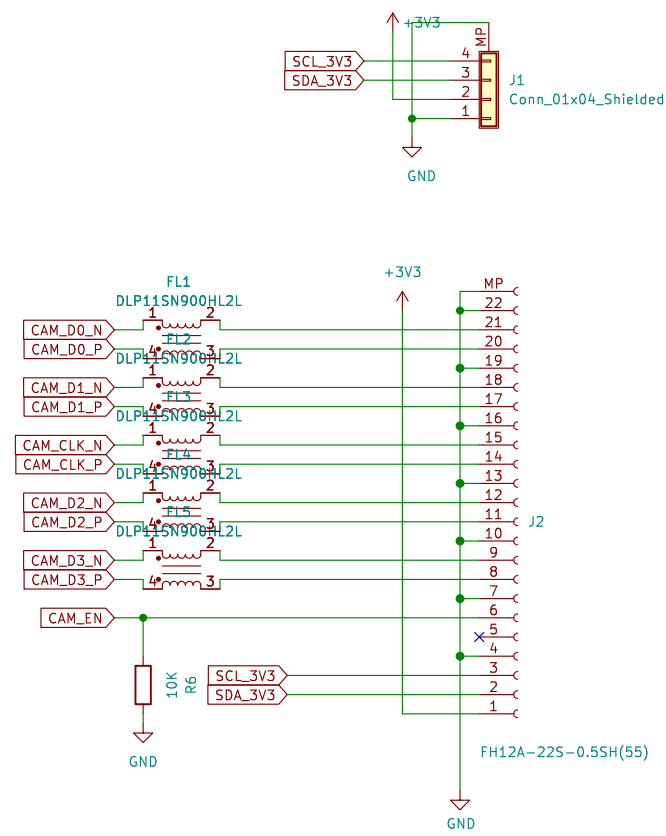 +3V3
MP
SCL_3V3
4
SDA_3V3
3
J1
2
Conn_01x04_Shielded
1
GND
+3V3
FL1
DLP11SN900HL2L
MP
22
1 2
CAM_D0_N
21
FL2
CAM_D0_P
4 3
20
DLP11SN900HL2L
19
1 2
CAM_D1_N
18
FL3
CAM_D1_P
4 3
17
DLP11SN900HL2L
16
1 2
CAM_CLK_N
15
FL4
CAM_CLK_P
4 3
14
DLP11SN900HL2L
13
1 2
CAM_D2_N
12
FL5
CAM_D2_P
4 3
11
J2
DLP11SN900HL2L
10
1 2
CAM_D3_N
9
CAM_D3_P
4 3
8
7
CAM_EN
6
5
4
10K
R6
SCL_3V3
3
SDA_3V3
2
1
GND
FH12A-22S-0.5SH(55)
GND